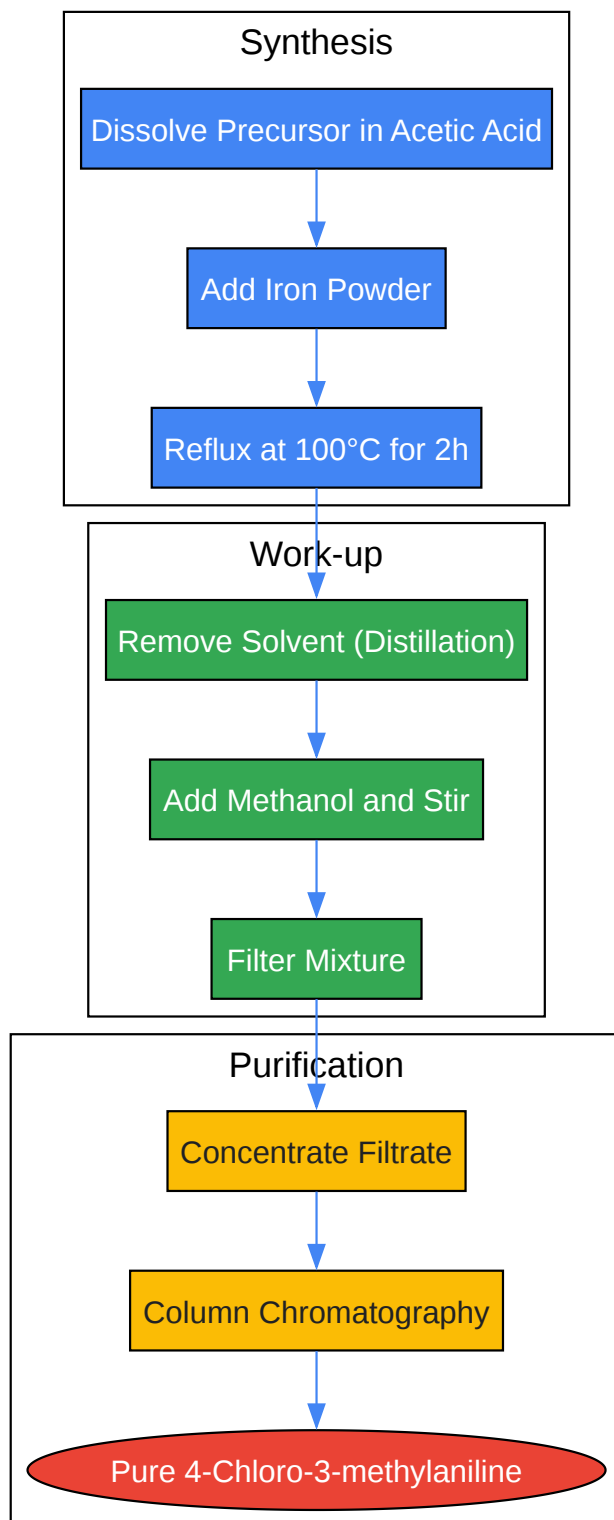 Synthesis
Dissolve Precursor in Acetic Acid
Add Iron Powder
Reflux at 100°C for 2h
Work-up
Remove Solvent (Distillation)
Add Methanol and Stir
Filter Mixture
Purification
Concentrate Filtrate
Column Chromatography
Pure 4-Chloro-3-methylaniline